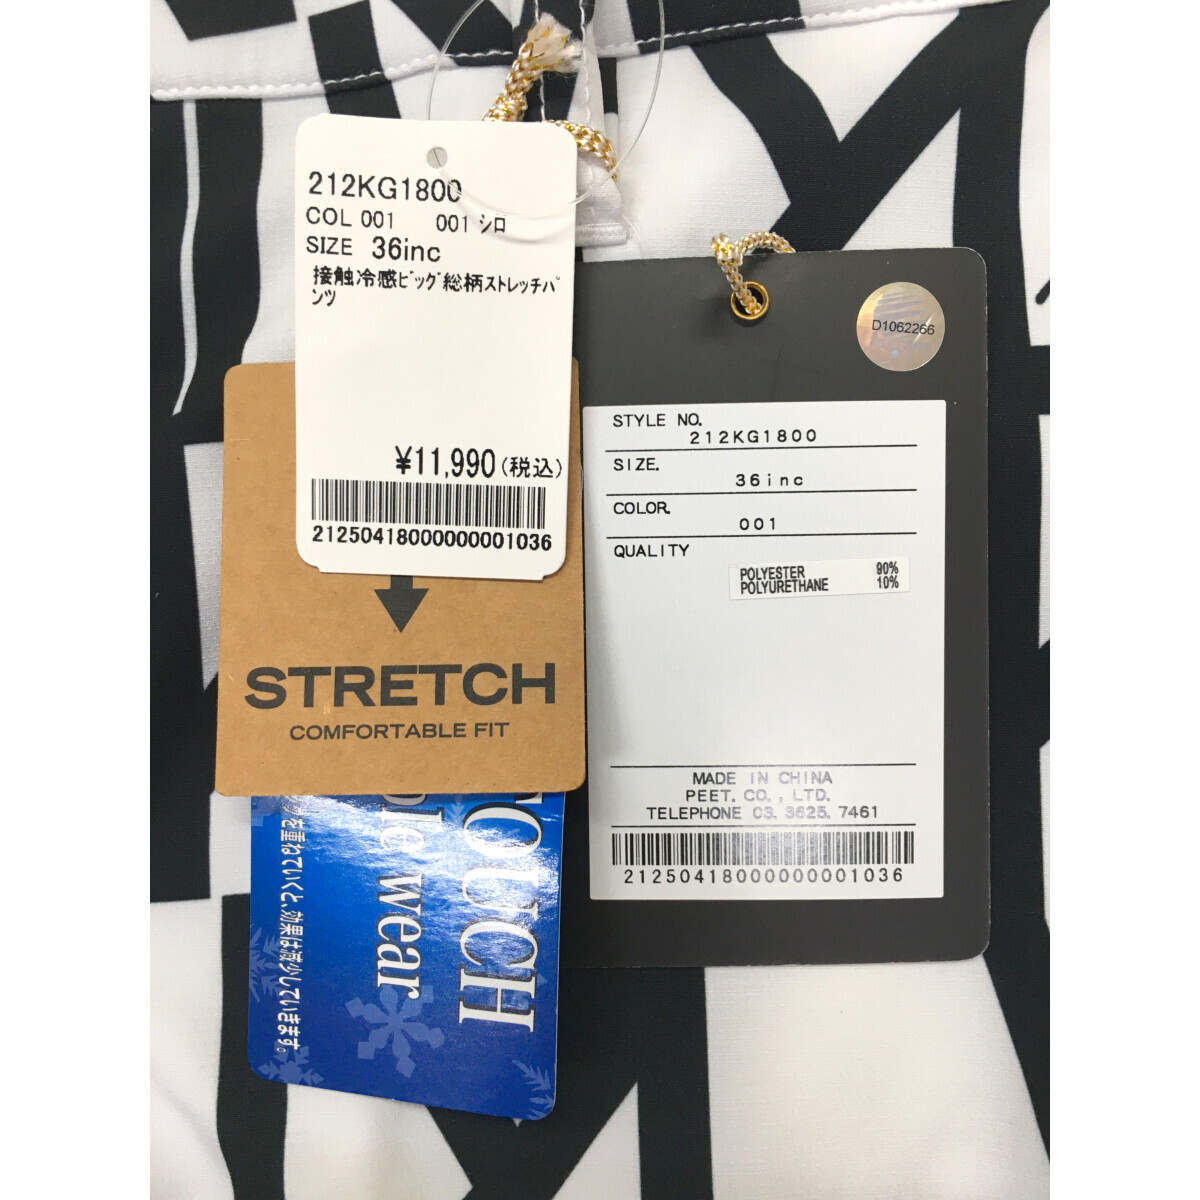 212KG1800
COL 001 001 シロ
SIZE 36inc
接触冷感ビッグ総柄ストレッチパ
ンツ
¥11,990(税込)
21250418000000001036
STRETCH
COMFORTABLE FIT
TOUCH
wear
を重ねていくと、効果は減少していきます。
D1062266
STYLE NO.
212KG1800
SIZE.
36inc
COLOR.
001
QUALITY
POLYESTER 90%
POLYURETHANE 10%
MADE IN CHINA
PEET. CO., LTD.
TELEPHONE 03. 3625. 7461
21250418000000001036